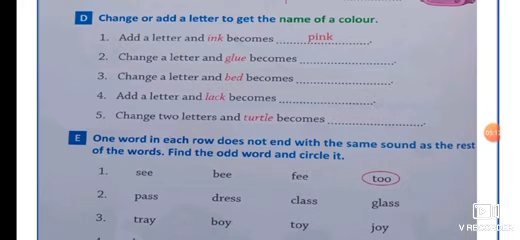 D Change or add a letter to get the name of a colour.
1. Add a letter and ink becomes ........pink........
2. Change a letter and glue becomes ........................
3. Change a letter and bed becomes ........................
4. Add a letter and lack becomes ........................
5. Change two letters and turtle becomes ........................
E One word in each row does not end with the same sound as the rest
of the words. Find the odd word and circle it.
1. see bee fee too
2. pass dress class glass
3. tray boy toy joy
V RECORDER